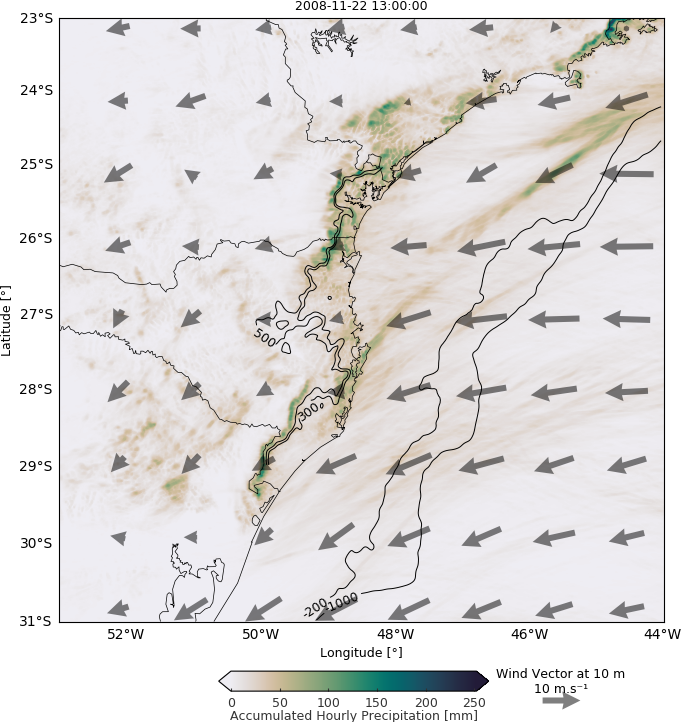 2008-11-22 13:00:00
23°S
24°S
25°S
26°S
27°S
28°S
29°S
30°S
31°S
Latitude [°]
500
300
-200
-1000
52°W
50°W
48°W
46°W
44°W
Longitude [°]
0
50
100
150
200
250
Accumulated Hourly Precipitation [mm]
Wind Vector at 10 m
10 m.s⁻¹